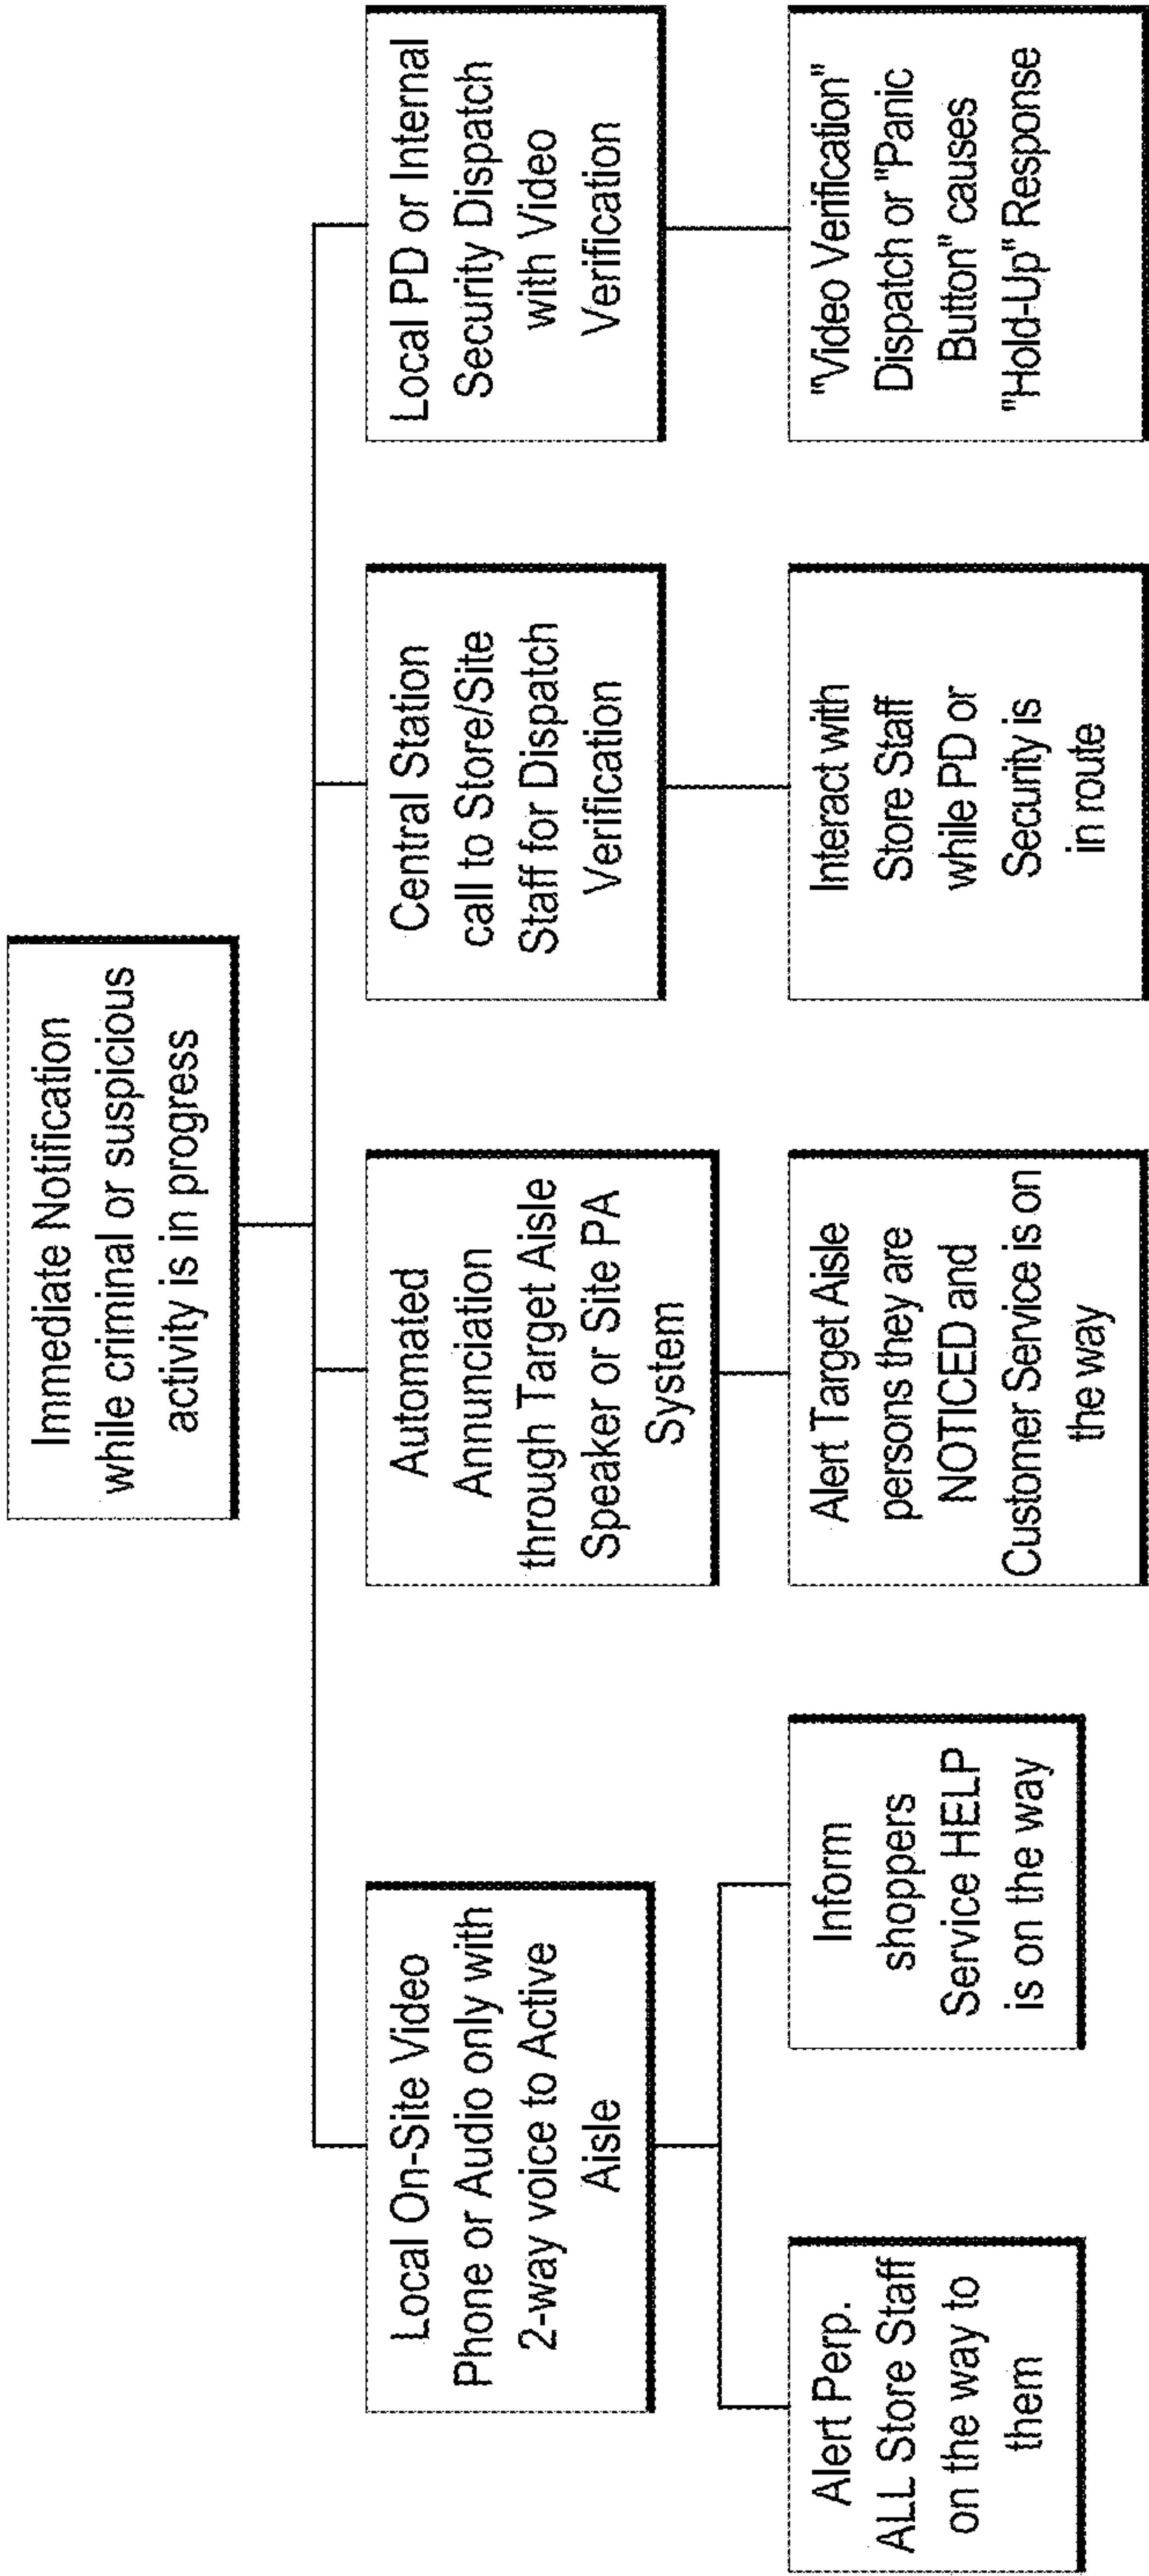 Immediate Notification
while criminal or suspicious
activity is in progress
Local On-Site Video
Phone or Audio only with
2-way voice to Active
Aisle
Automated
Annunciation
through Target Aisle
Speaker or Site PA
System
Central Station
call to Store/Site
Staff for Dispatch
Verification
Local PD or Internal
Security Dispatch
with Video
Verification
Alert Perp.
ALL Store Staff
on the way to
them
Inform
shoppers
Service HELP
is on the way
Alert Target Aisle
persons they are
NOTICED and
Customer Service is on
the way
Interact with
Store Staff
while PD or
Security is
in route
"Video Verification"
Dispatch or "Panic
Button" causes
"Hold-Up" Response